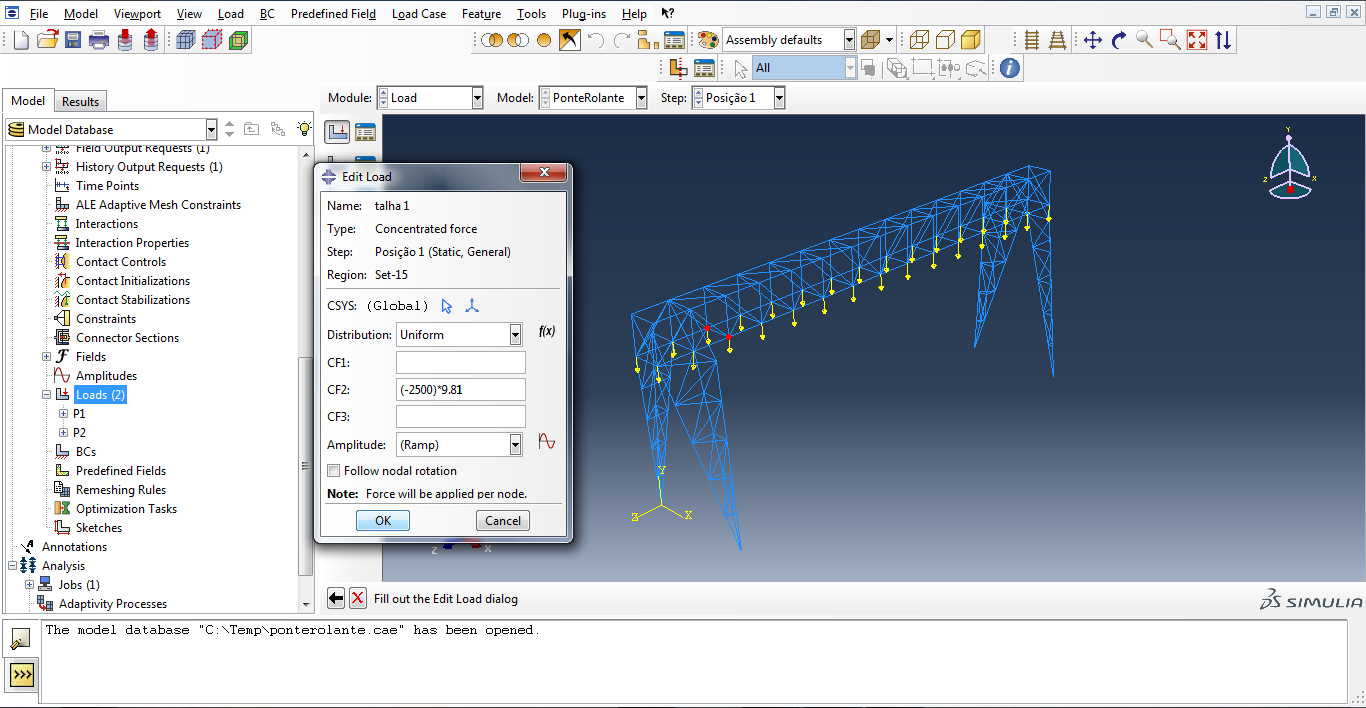 File Model Viewport View Load BC Predefined Field Load Case Feature Tools Plug-ins Help
Assembly defaults
All
Model Results
Module: Load Model: PonteRolante Step: Posição 1
Model Database
Field Output Requests (1)
History Output Requests (1)
Time Points
ALE Adaptive Mesh Constraints
Interactions
Interaction Properties
Contact Controls
Contact Initializations
Contact Stabilizations
Constraints
Connector Sections
Fields
Amplitudes
Loads (2)
P1
P2
BCs
Predefined Fields
Remeshing Rules
Optimization Tasks
Sketches
Annotations
Analysis
Jobs (1)
Adaptivity Processes
Edit Load
Name: talha 1
Type: Concentrated force
Step: Posição 1 (Static, General)
Region: Set-15
CSYS: (Global)
Distribution: Uniform f(x)
CF1:
CF2: (-2500)*9.81
CF3:
Amplitude: (Ramp)
Follow nodal rotation
Note: Force will be applied per node.
OK Cancel
Y
Z X
Y
Z X
Z X
Fill out the Edit Load dialog
SIMULIA
The model database "C:\Temp\ponterolante.cae" has been opened.
>>>